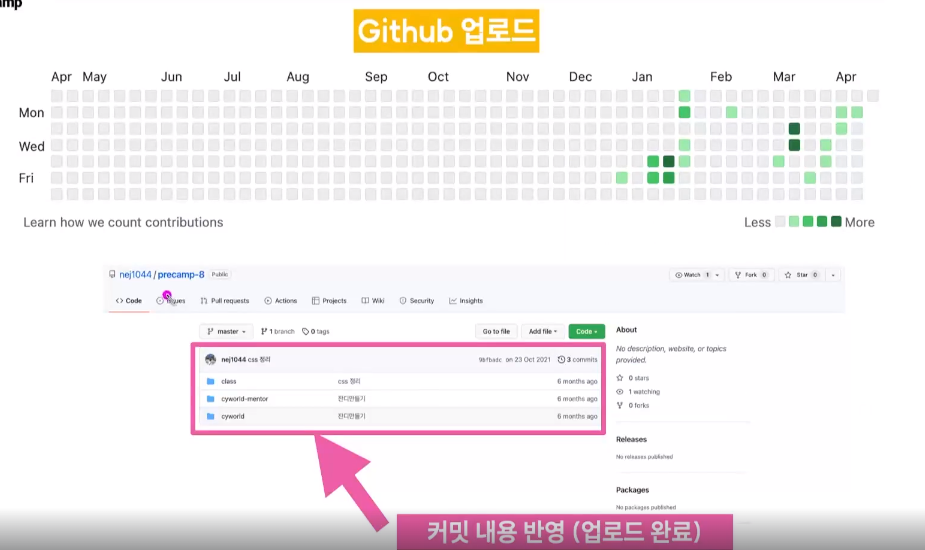 amp
Github 업로드
Apr May Jun Jul Aug Sep Oct Nov Dec Jan Feb Mar Apr
Mon
Wed
Fri
Learn how we count contributions
Less More
nej1044 / precamp-8 Public
Watch 1 Fork 0 Star 0
<> Code Issues Pull requests Actions Projects Wiki Security Insights
master 1 branch 0 tags Go to file Add file Code
nej1044 css 정리 on 23 Oct 2021 3 commits
class css 정리 6 months ago
cyworld-mentor 잔디만들기 6 months ago
cyworld 잔디만들기 6 months ago
About
No description, website, or topics
provided.
0 stars
1 watching
0 forks
Releases
No releases published
Packages
No packages published
커밋 내용 반영 (업로드 완료)